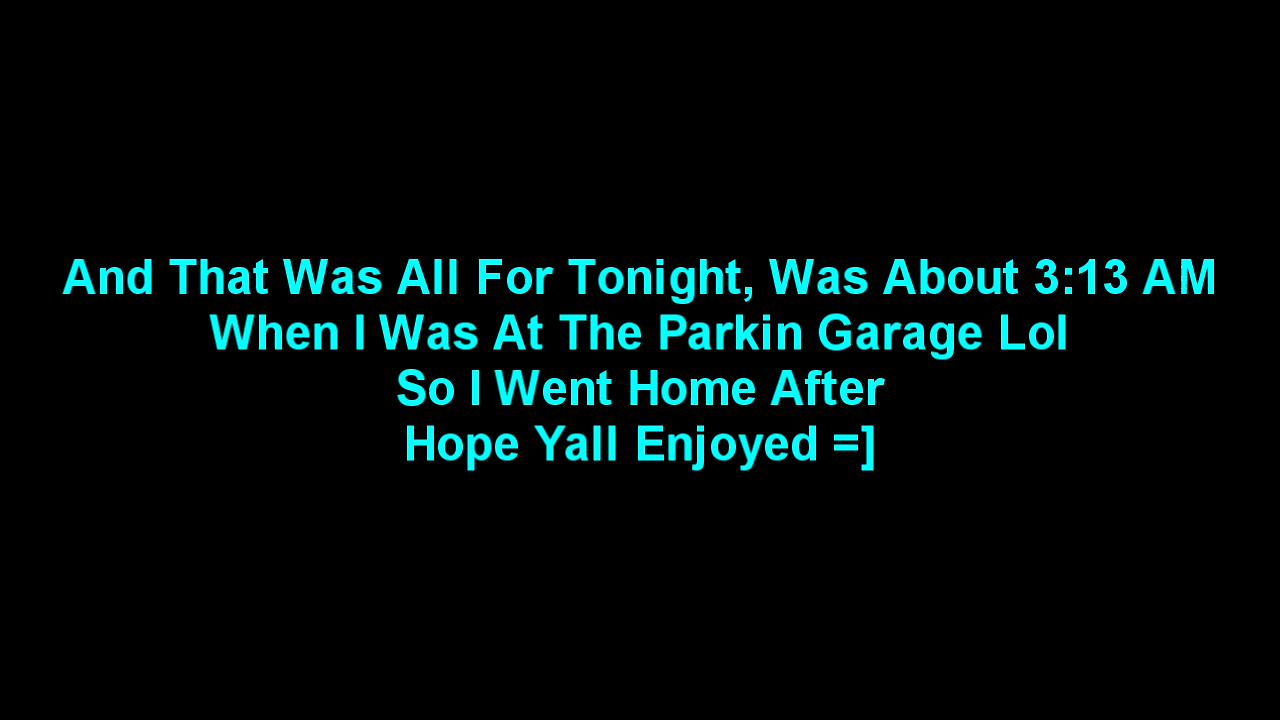 And That Was All For Tonight, Was About 3:13 AM
When I Was At The Parkin Garage Lol
So I Went Home After
Hope Yall Enjoyed =]